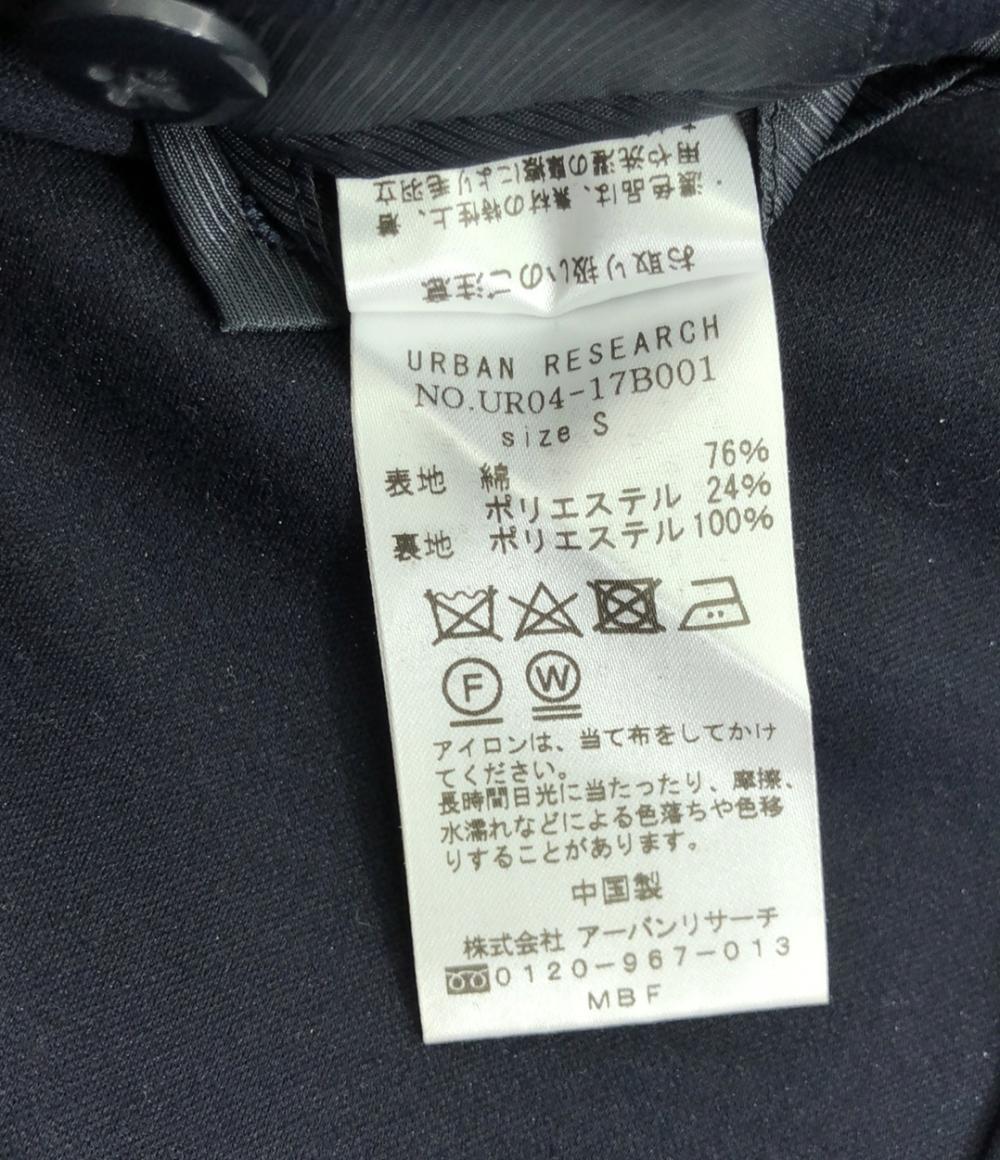 お取り扱いのご注意
濃色品は、素材の特性上、着
用や洗濯の摩擦により毛羽立
URBAN RESEARCH
NO.UR04-17B001
size S
表地 綿 76%
ポリエステル 24%
裏地 ポリエステル 100%
F W
アイロンは、当て布をしてかけ
てください。
長時間日光に当たったり、摩擦、
水濡れなどによる色落ちや色移
りすることがあります。
中国製
株式会社 アーバンリサーチ
0120-967-013
MBF